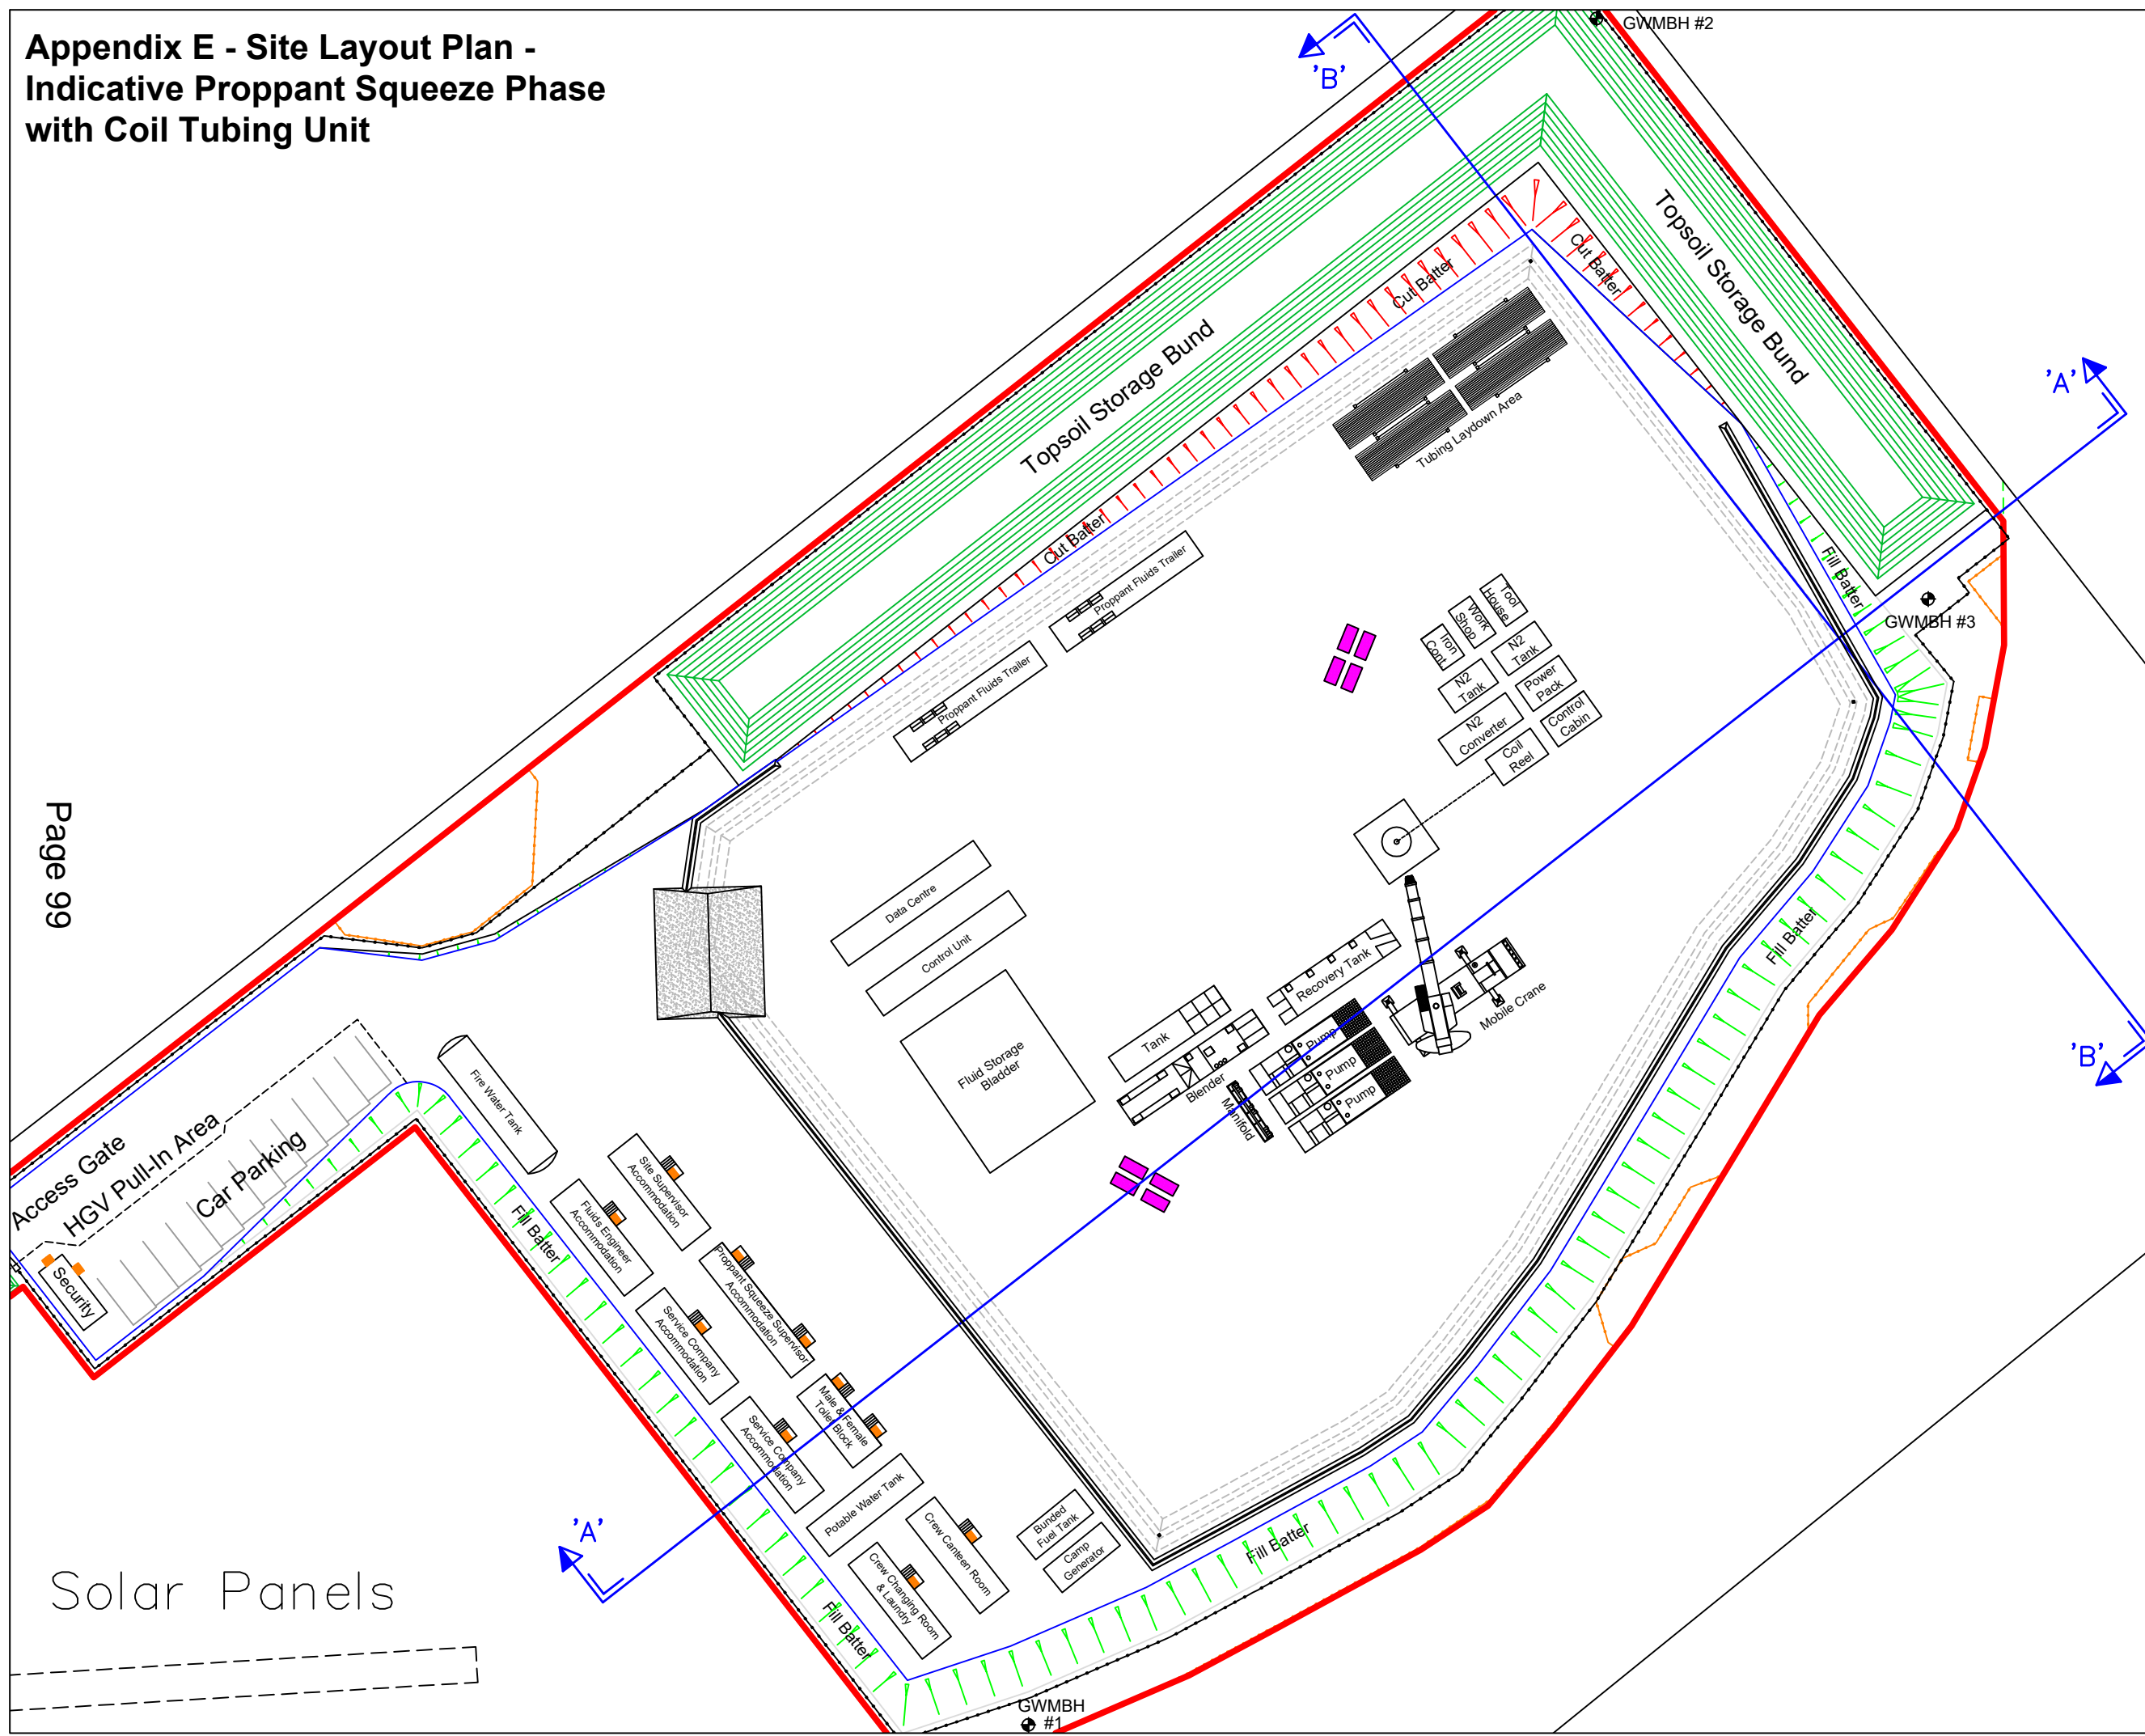 Appendix E - Site Layout Plan -
Indicative Proppant Squeeze Phase
with Coil Tubing Unit
GWMBH #2
'B'
Topsoil Storage Bund
Cut Batter
Cut Batter
'A'
Topsoil Storage Bund
Tubing Laydown Area
Cut Batter
Fill Batter
GWMBH #3
Proppant Fluids Trailer
Proppant Fluids Trailer
Tool
House
Work
Shop
Iron
Cont
N2
Tank
N2
Tank
Power
Pack
N2
Converter
Control
Cabin
Coil
Reel
Page 99
Data Centre
Control Unit
Fluid Storage
Bladder
Recovery Tank
Tank
Blender
Manifold
Pump
Pump
Pump
Mobile Crane
Fill Batter
'B'
Fire Water Tank
Access Gate
HGV Pull-In Area
Car Parking
Security
Fill Batter
Site Supervisor
Accommodation
Fluids Engineer
Accommodation
Proppant Squeeze Supervisor
Accommodation
Service Company
Accommodation
Male & Female
Toilet Block
Service Company
Accommodation
Potable Water Tank
Crew Canteen Room
Bunded
Fuel Tank
Camp
Generator
Crew Changing Room
& Laundry
Fill Batter
Fill Batter
'A'
Solar Panels
GWMBH
#1